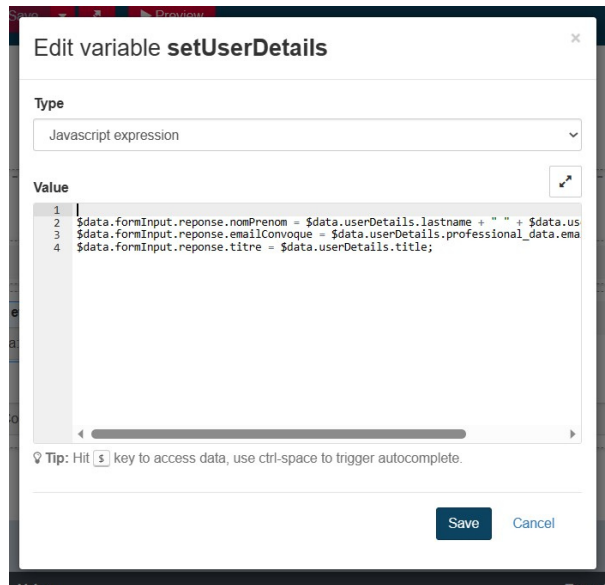 Save Preview
Edit variable setUserDetails ×
Type
Javascript expression
Value
1
2 $data.formInput.reponse.nomPrenom = $data.userDetails.lastname + " " + $data.us
3 $data.formInput.reponse.emailConvoque = $data.userDetails.professional_data.ema
4 $data.formInput.reponse.titre = $data.userDetails.title;
Tip: Hit $ key to access data, use ctrl-space to trigger autocomplete.
Save Cancel